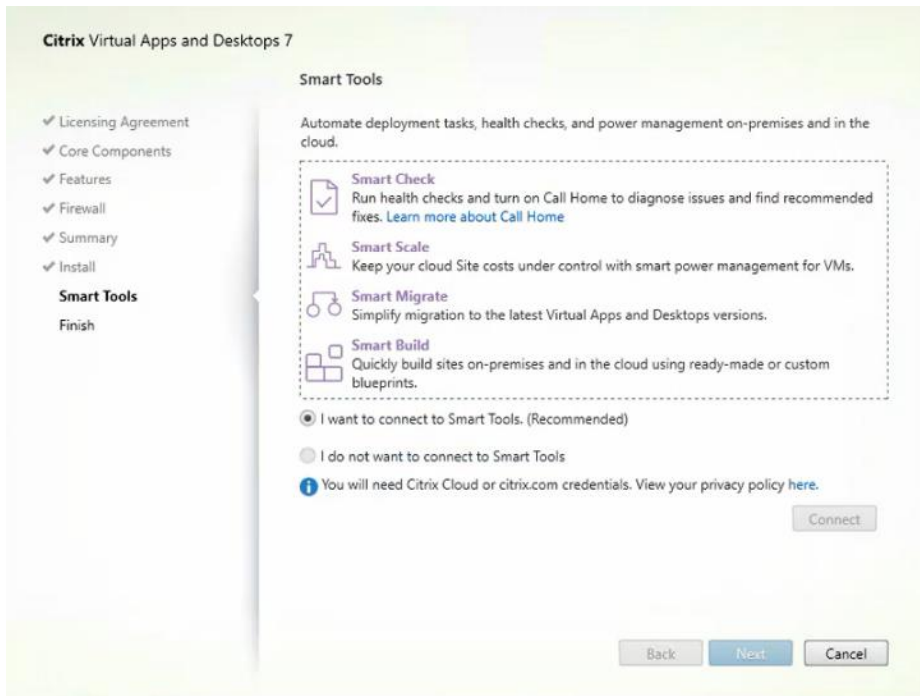 Citrix Virtual Apps and Desktops 7
Smart Tools
Licensing Agreement
Core Components
Features
Firewall
Summary
Install
Smart Tools
Finish
Automate deployment tasks, health checks, and power management on-premises and in the
cloud.
Smart Check
Run health checks and turn on Call Home to diagnose issues and find recommended
fixes. Learn more about Call Home
Smart Scale
Keep your cloud Site costs under control with smart power management for VMs.
Smart Migrate
Simplify migration to the latest Virtual Apps and Desktops versions.
Smart Build
Quickly build sites on-premises and in the cloud using ready-made or custom
blueprints.
I want to connect to Smart Tools. (Recommended)
I do not want to connect to Smart Tools
You will need Citrix Cloud or citrix.com credentials. View your privacy policy here.
Connect
Back
Next
Cancel